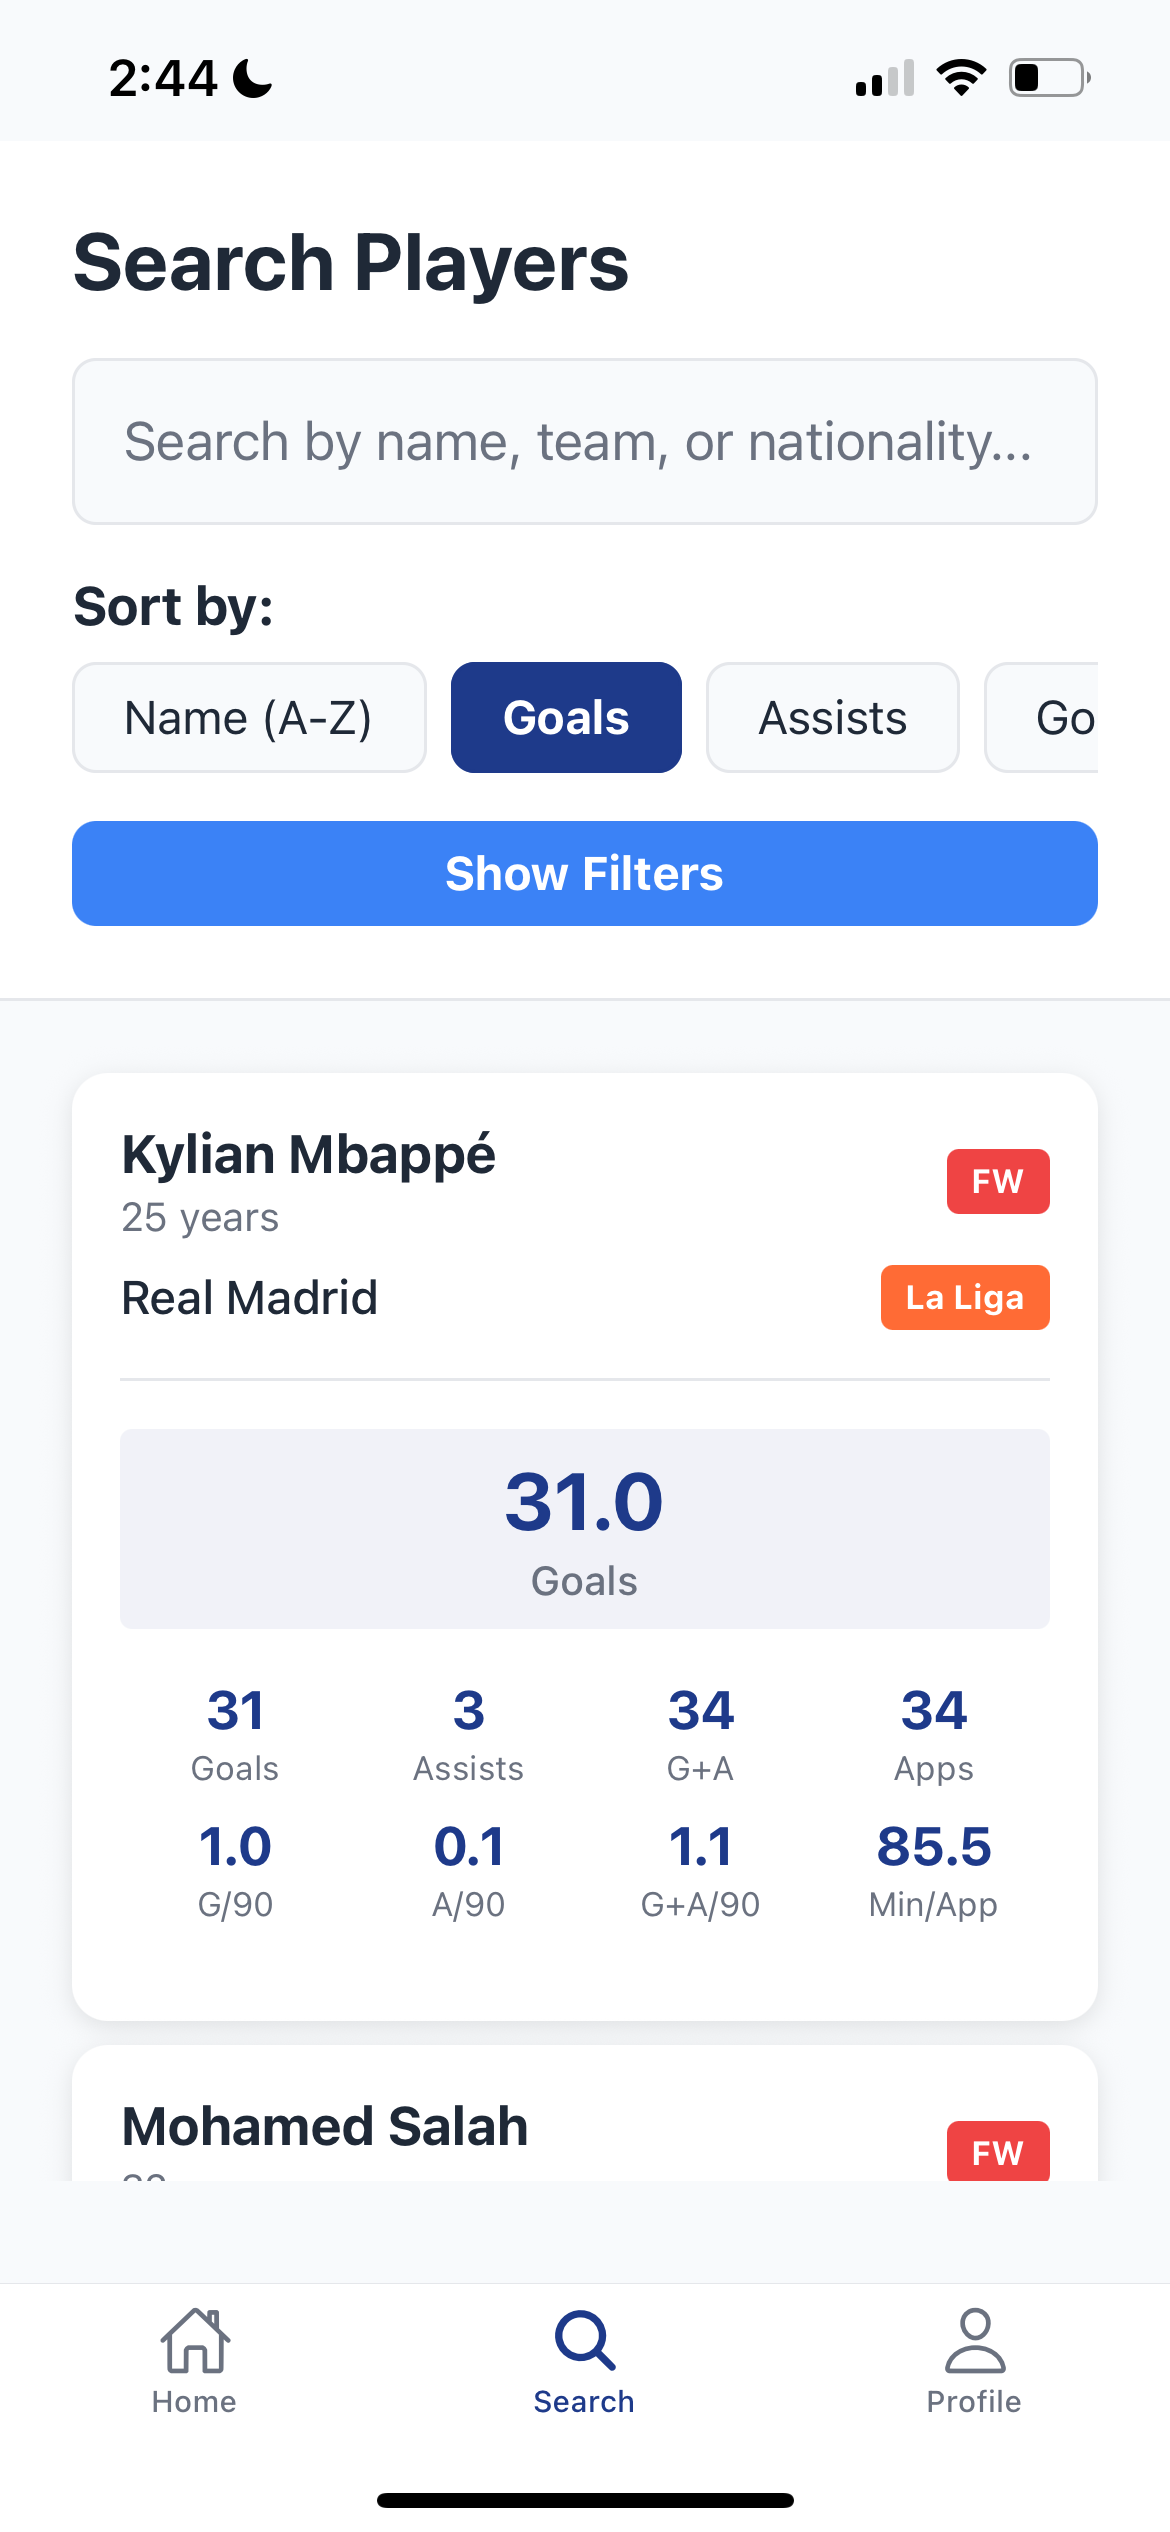 2:44
Search Players
Search by name, team, or nationality...
Sort by:
Name (A-Z) Goals Assists Go
Show Filters
Kylian Mbappé
FW
25 years
Real Madrid La Liga
31.0
Goals
31 3 34 34
Goals Assists G+A Apps
1.0 0.1 1.1 85.5
G/90 A/90 G+A/90 Min/App
Mohamed Salah
FW
Home Search Profile